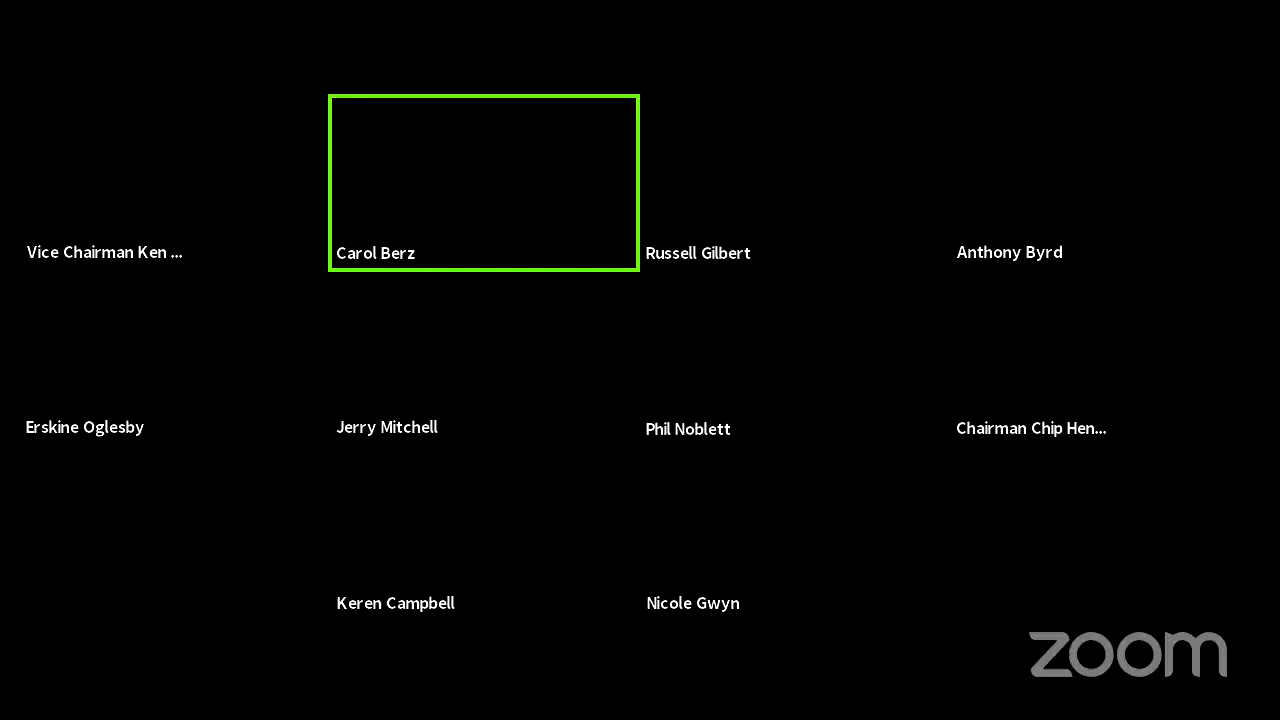 Vice Chairman Ken ...
Carol Berz
Russell Gilbert
Anthony Byrd
Erskine Oglesby
Jerry Mitchell
Phil Noblett
Chairman Chip Hen...
Keren Campbell
Nicole Gwyn
zoom